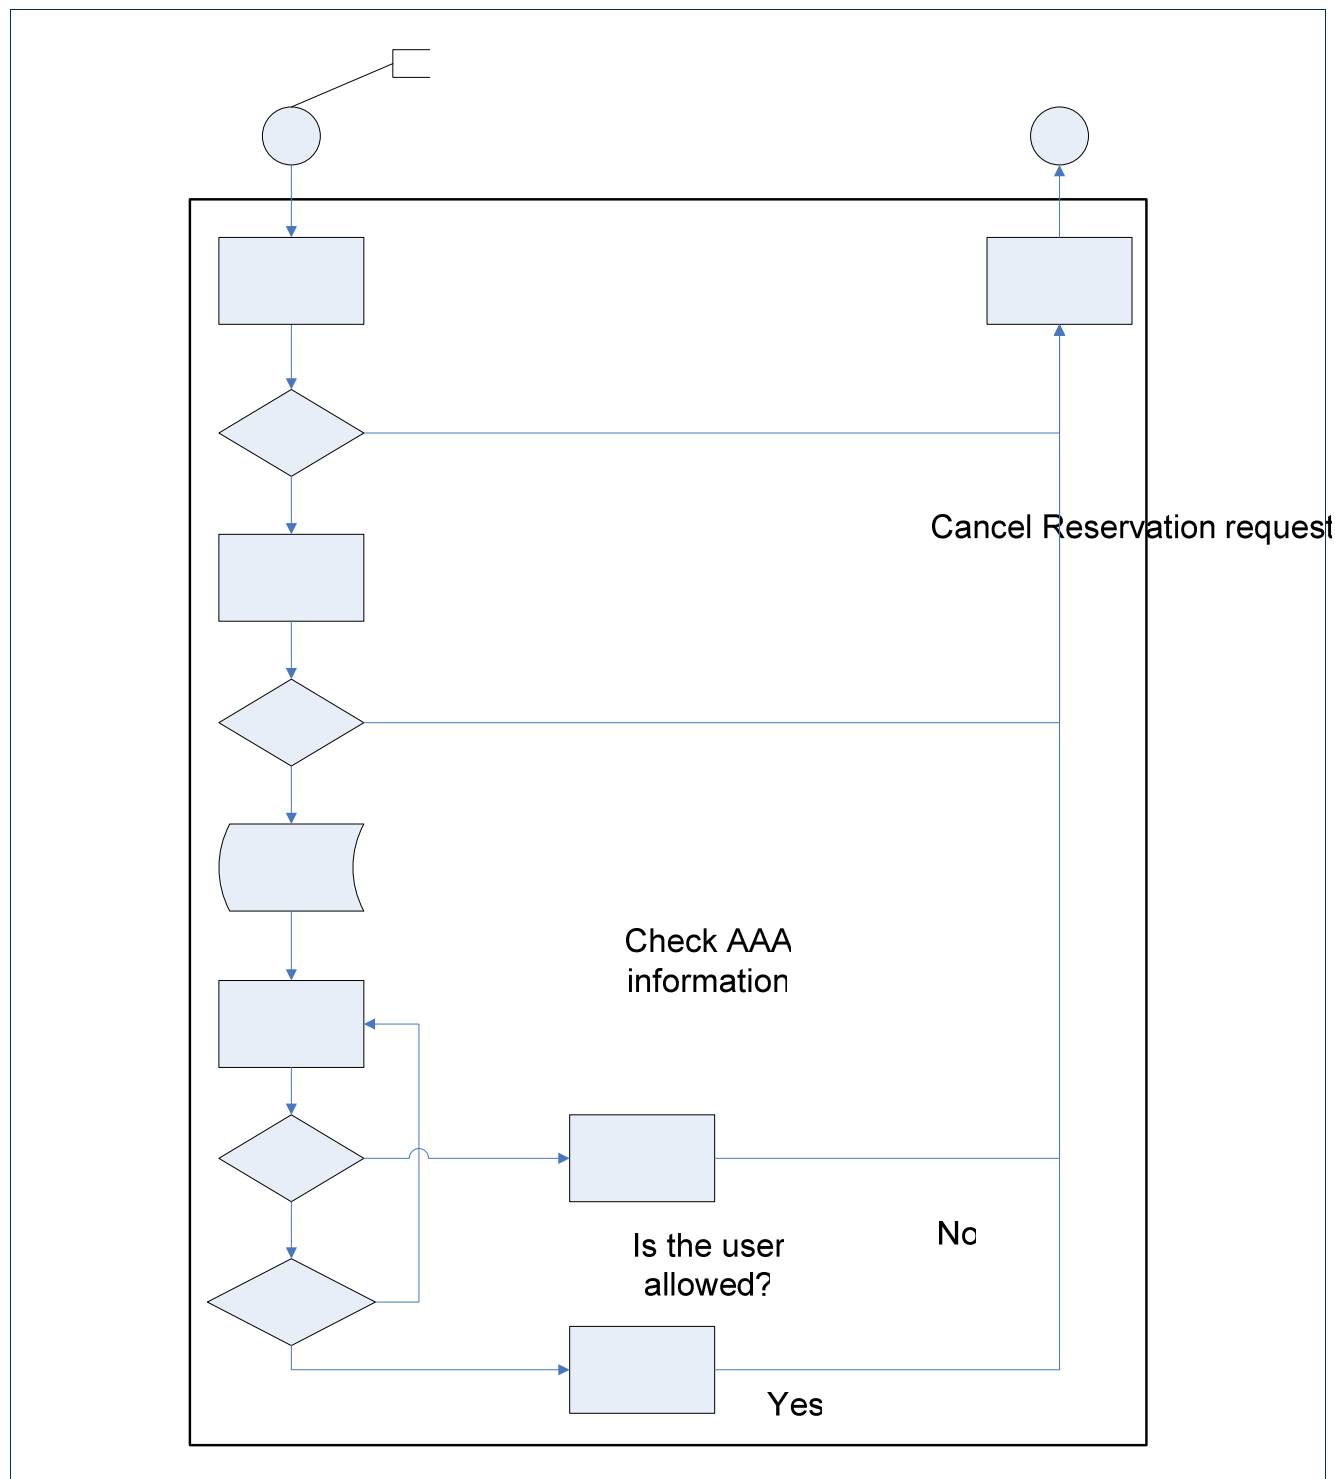 Cancel Reservation request
Check AAA
information
Is the user
allowed?
No
Yes